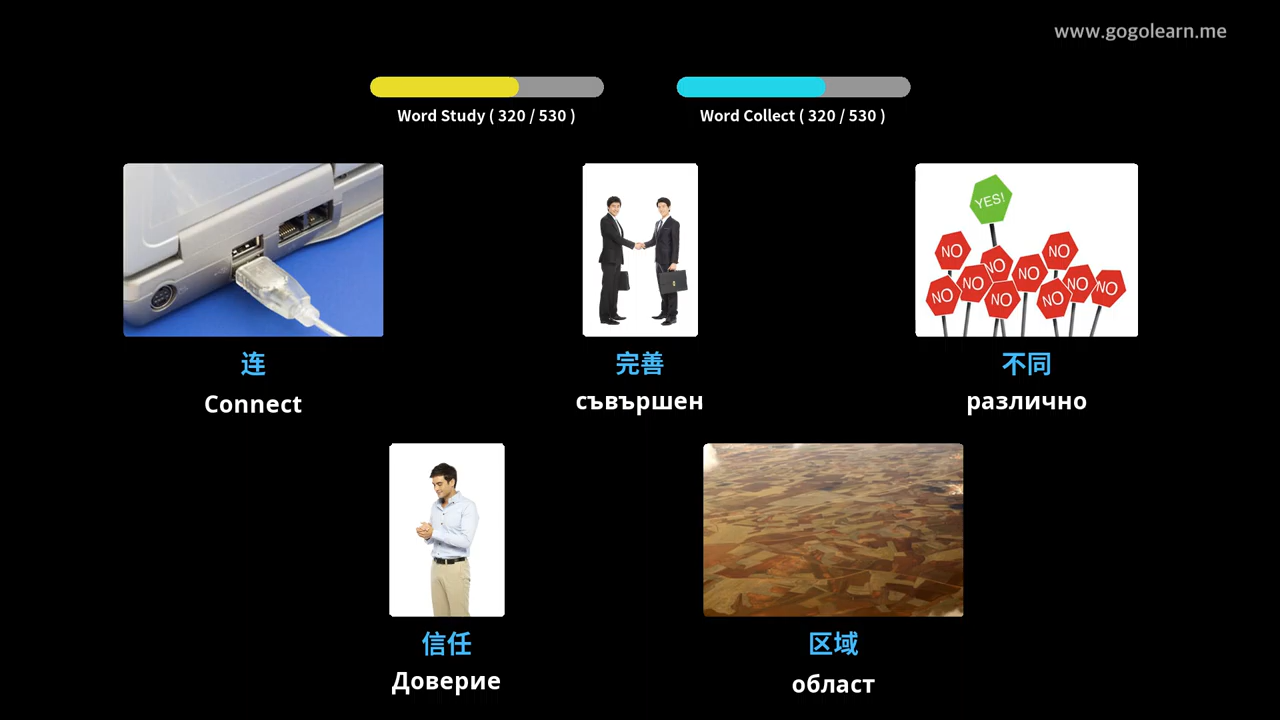 www.gogolearn.me
Word Study ( 320 / 530 )
Word Collect ( 320 / 530 )
YES!
NO
NO
NO
NO
NO
NO
NO
NO
NO
NO
连
Connect
完善
съвършен
不同
различно
信任
Доверие
区域
област